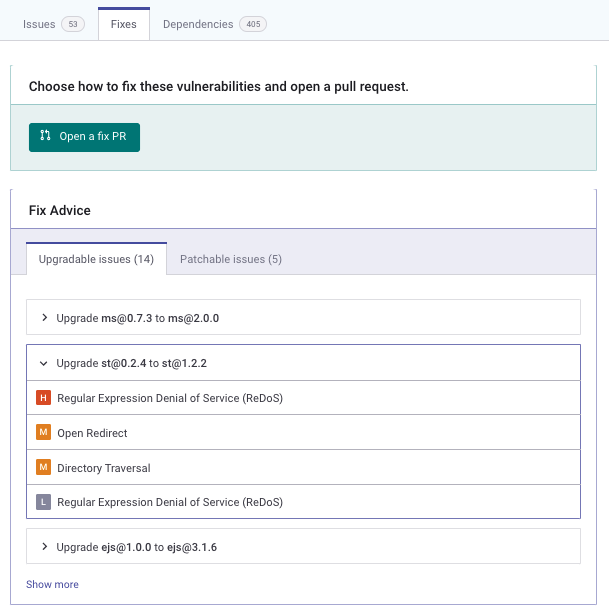 Issues 53 Fixes Dependencies 405
Choose how to fix these vulnerabilities and open a pull request.
Open a fix PR
Fix Advice
Upgradable issues (14) Patchable issues (5)
Upgrade ms@0.7.3 to ms@2.0.0
Upgrade st@0.2.4 to st@1.2.2
H Regular Expression Denial of Service (ReDoS)
M Open Redirect
M Directory Traversal
L Regular Expression Denial of Service (ReDoS)
Upgrade ejs@1.0.0 to ejs@3.1.6
Show more